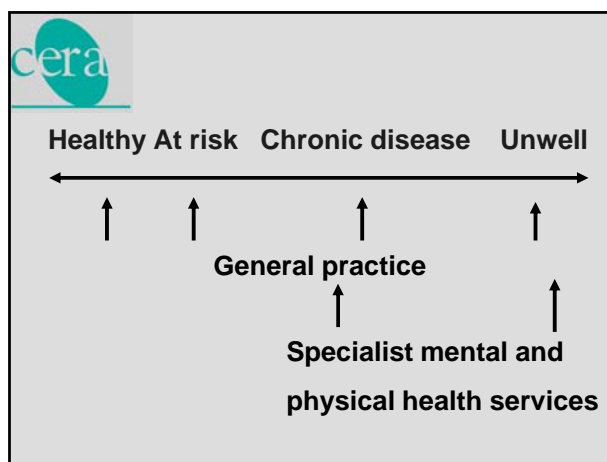 cera
Healthy At risk Chronic disease Unwell
General practice
Specialist mental and
physical health services